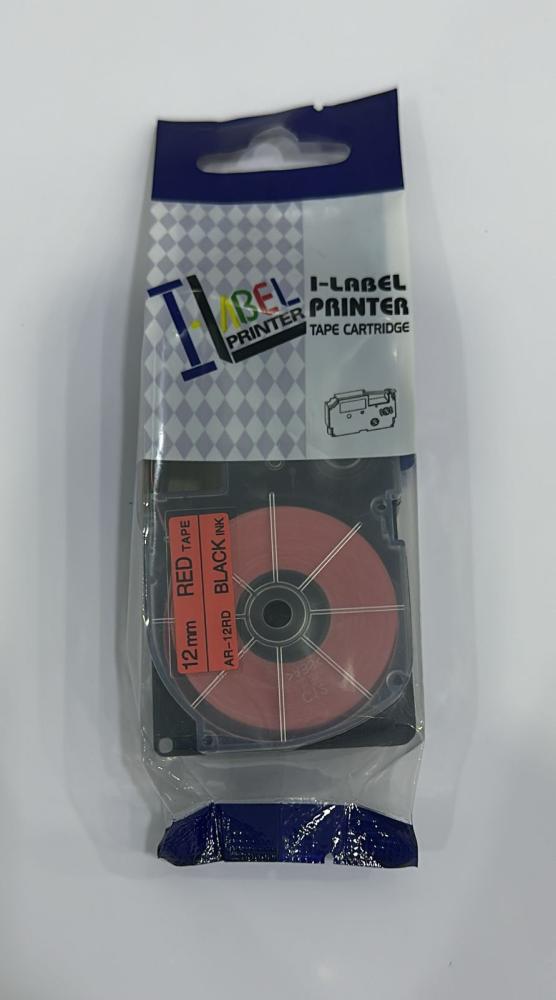 I-LABEL
PRINTER
I-LABEL
PRINTER
TAPE CARTRIDGE
12mm RED TAPE
AR-12RD BLACK INK